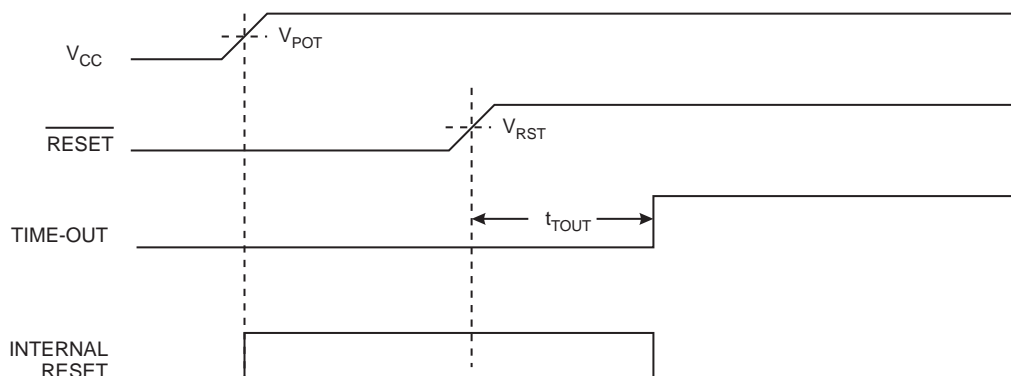 V_CC
V_POT
RESET
V_RST
TIME-OUT
t_TOUT
INTERNAL
RESET